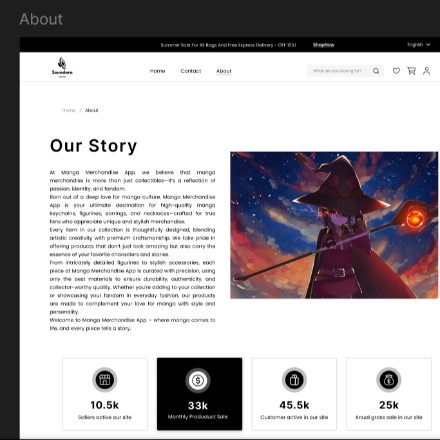 About
Summer Sale For All Bags And Free Express Delivery - OFF 10%!
ShopNow
English
Home
Contact
About
What are you looking for?
Home / About
Our Story
At Manga Merchandise App, we believe that manga
merchandise is more than just collectibles—it's a reflection of
passion, identity, and fandom.
Born out of a deep love for manga culture, Manga Merchandise
App is your ultimate destination for high-quality manga
keychains, figurines, earrings, and necklaces—crafted for true
fans who appreciate unique and stylish merchandise.
Every item in our collection is thoughtfully designed, blending
artistic creativity with premium craftsmanship. We take pride in
offering products that don't just look amazing but also carry the
essence of your favorite characters and stories.
From intricately detailed figurines to stylish accessories, each
piece at Manga Merchandise App is curated with precision, using
only the best materials to ensure durability, authenticity, and
collector-worthy quality. Whether you're adding to your collection
or showcasing your fandom in everyday fashion, our products
are made to complement your love for manga with style and
personality.
Welcome to Manga Merchandise App – where manga comes to
life, and every piece tells a story.
10.5k
Sallers active our site
33k
Monthly Produduct Sale
45.5k
Customer active in our site
25k
Anual gross sale in our site